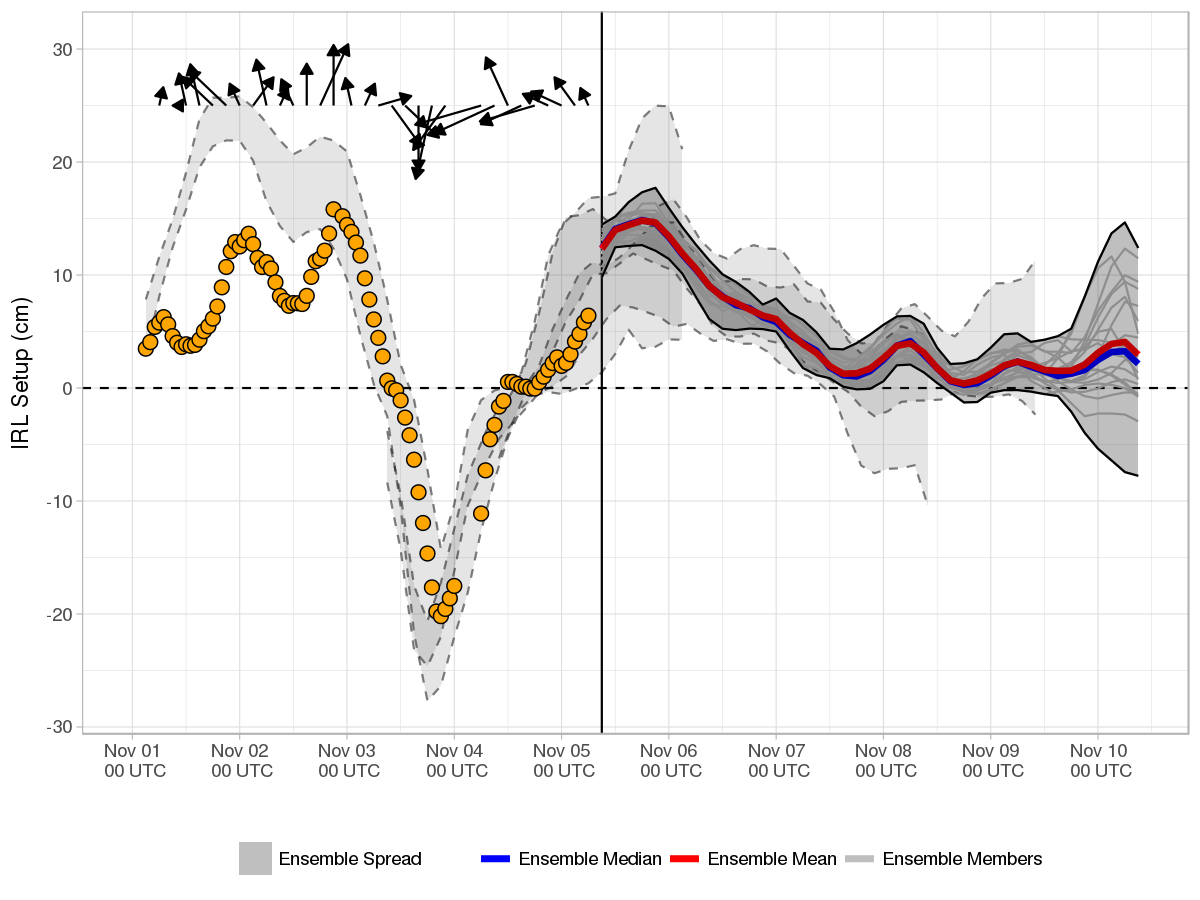 IRL Setup (cm)
30
20
10
0
-10
-20
-30
Nov 01 Nov 02 Nov 03 Nov 04 Nov 05 Nov 06 Nov 07 Nov 08 Nov 09 Nov 10
00 UTC 00 UTC 00 UTC 00 UTC 00 UTC 00 UTC 00 UTC 00 UTC 00 UTC 00 UTC
Ensemble Spread Ensemble Median Ensemble Mean Ensemble Members